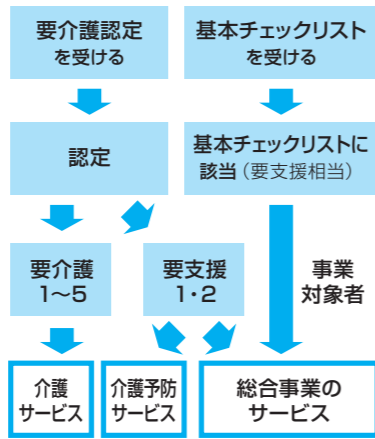 要介護認定
を受ける
基本チェックリスト
を受ける
認定
基本チェックリストに
該当（要支援相当）
要介護
1〜5
要支援
1・2
事業
対象者
介護
サービス
介護予防
サービス
総合事業の
サービス